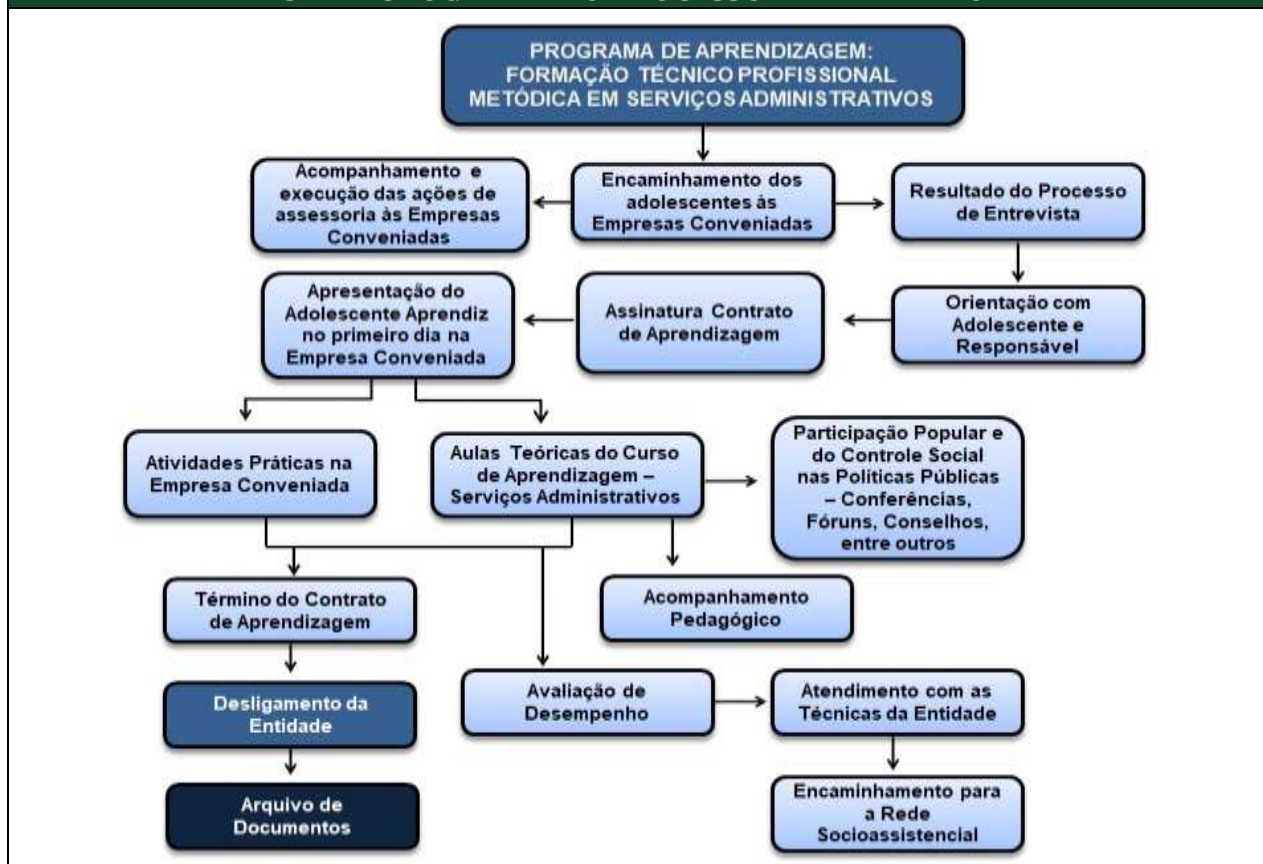 PROGRAMA DE APRENDIZAGEM:
FORMAÇÃO TÉCNICO PROFISSIONAL
METÓDICA EM SERVIÇOS ADMINISTRATIVOS
Acompanhamento e
execução das ações de
assessoria às Empresas
Conveniadas
Encaminhamento dos
adolescentes às
Empresas Conveniadas
Resultado do Processo
de Entrevista
Apresentação do
Adolescente Aprendiz
no primeiro dia na
Empresa Conveniada
Assinatura Contrato
de Aprendizagem
Orientação com
Adolescente e
Responsável
Atividades Práticas na
Empresa Conveniada
Aulas Teóricas do Curso
de Aprendizagem –
Serviços Administrativos
Participação Popular e
do Controle Social
nas Políticas Públicas
– Conferências,
Fóruns, Conselhos,
entre outros
Término do Contrato
de Aprendizagem
Acompanhamento
Pedagógico
Desligamento da
Entidade
Avaliação de
Desempenho
Atendimento com as
Técnicas da Entidade
Arquivo de
Documentos
Encaminhamento para
a Rede
Socioassistencial